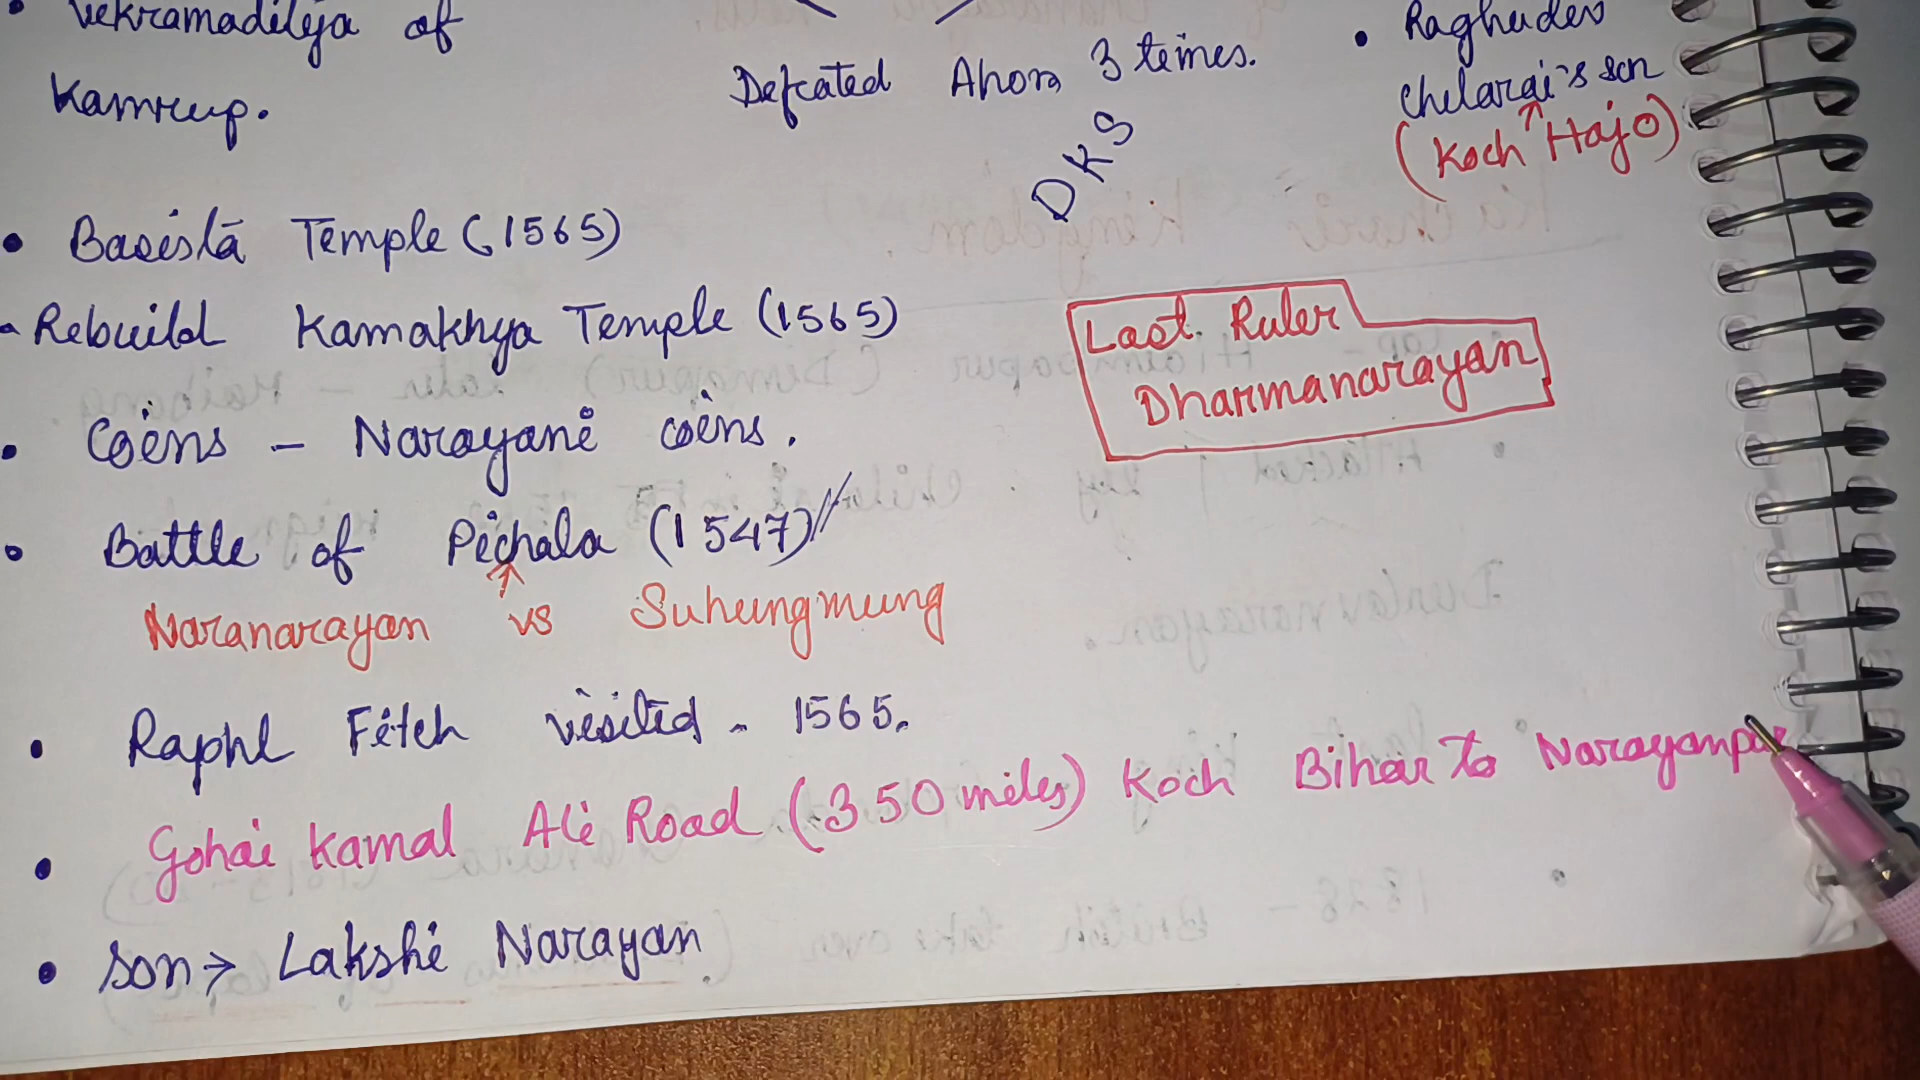 Vekramaditya of
Kamrup.
Defeated Ahom 3 times.
DKS
• Raghudev
Chilarai's son
(Koch Hajo)
• Basista Temple (1565)
- Rebuild Kamakhya Temple (1565)
Last Ruler
Dharmanarayan
• Coins – Narayani coins.
• Battle of Pichala (1547)//
Naranarayan vs Suhungmung
• Raphl Fitch visited - 1565.
• Gohai Kamal Ali Road (350 miles) Koch Bihar to Narayanpur
• Son → Lakshi Narayan